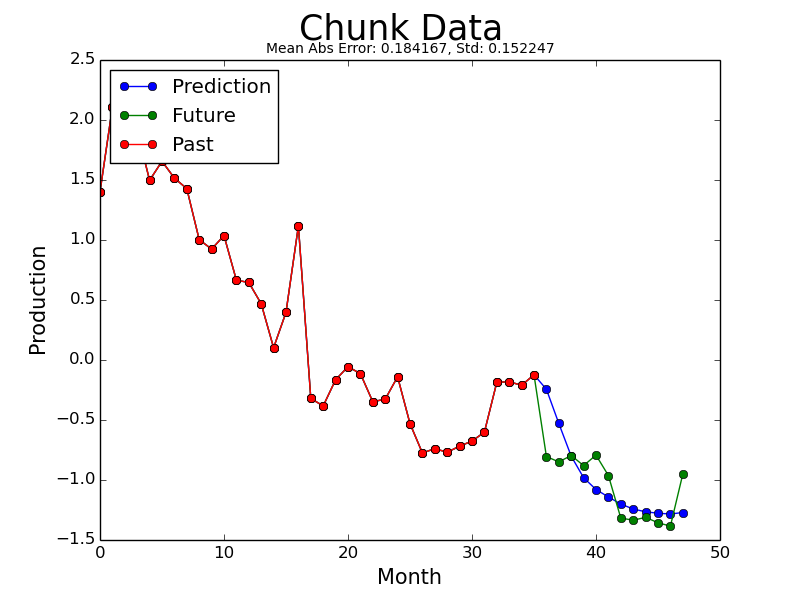 Chunk Data
Mean Abs Error: 0.184167, Std: 0.152247
2.5
2.0
1.5
1.0
0.5
0.0
−0.5
−1.0
−1.5
Production
Prediction
Future
Past
0 10 20 30 40 50
Month